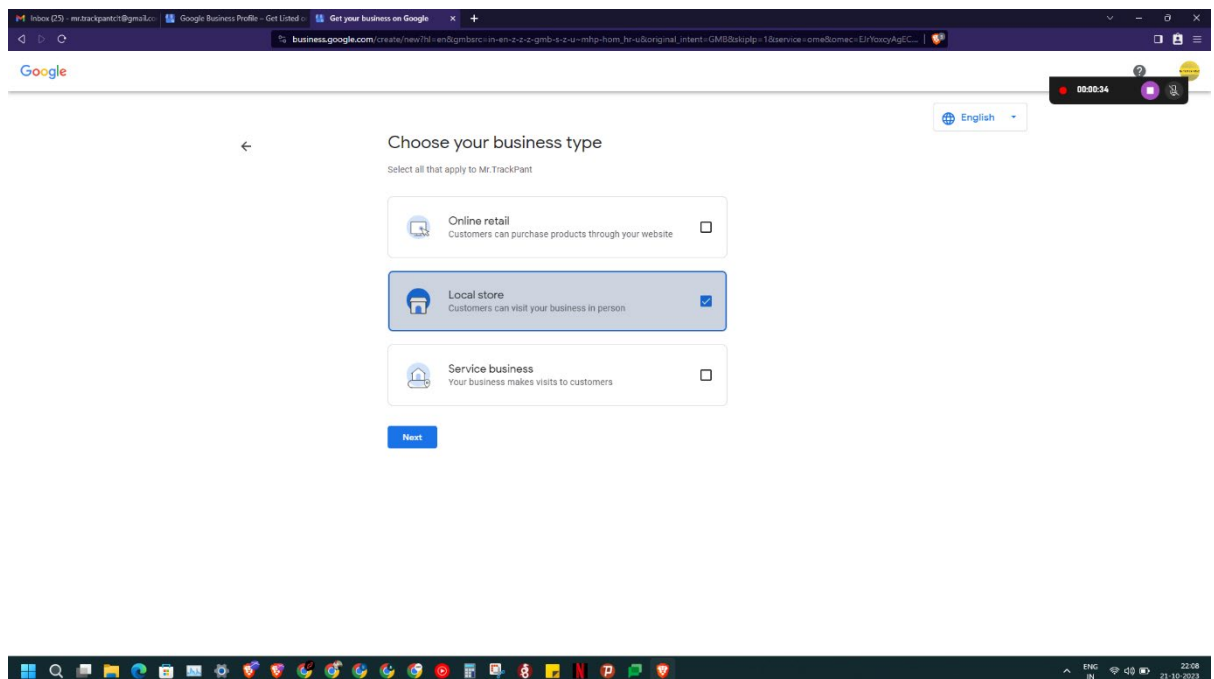 Inbox (25) - mr.trackpantclt@gmail.co
Google Business Profile – Get Listed o
Get your business on Google
business.google.com/create/new?hl=en&gmbsrc=in-en-z-z-z-gmb-s-z-u~mhp-hom_hr-u&original_intent=GMB&skiplp=1&service=ome&omec=EJrYoxcyAgEC...
Google
00:00:34
English
Choose your business type
Select all that apply to Mr.TrackPant
Online retail
Customers can purchase products through your website
Local store
Customers can visit your business in person
Service business
Your business makes visits to customers
Next
ENG
IN
22:08
21-10-2023